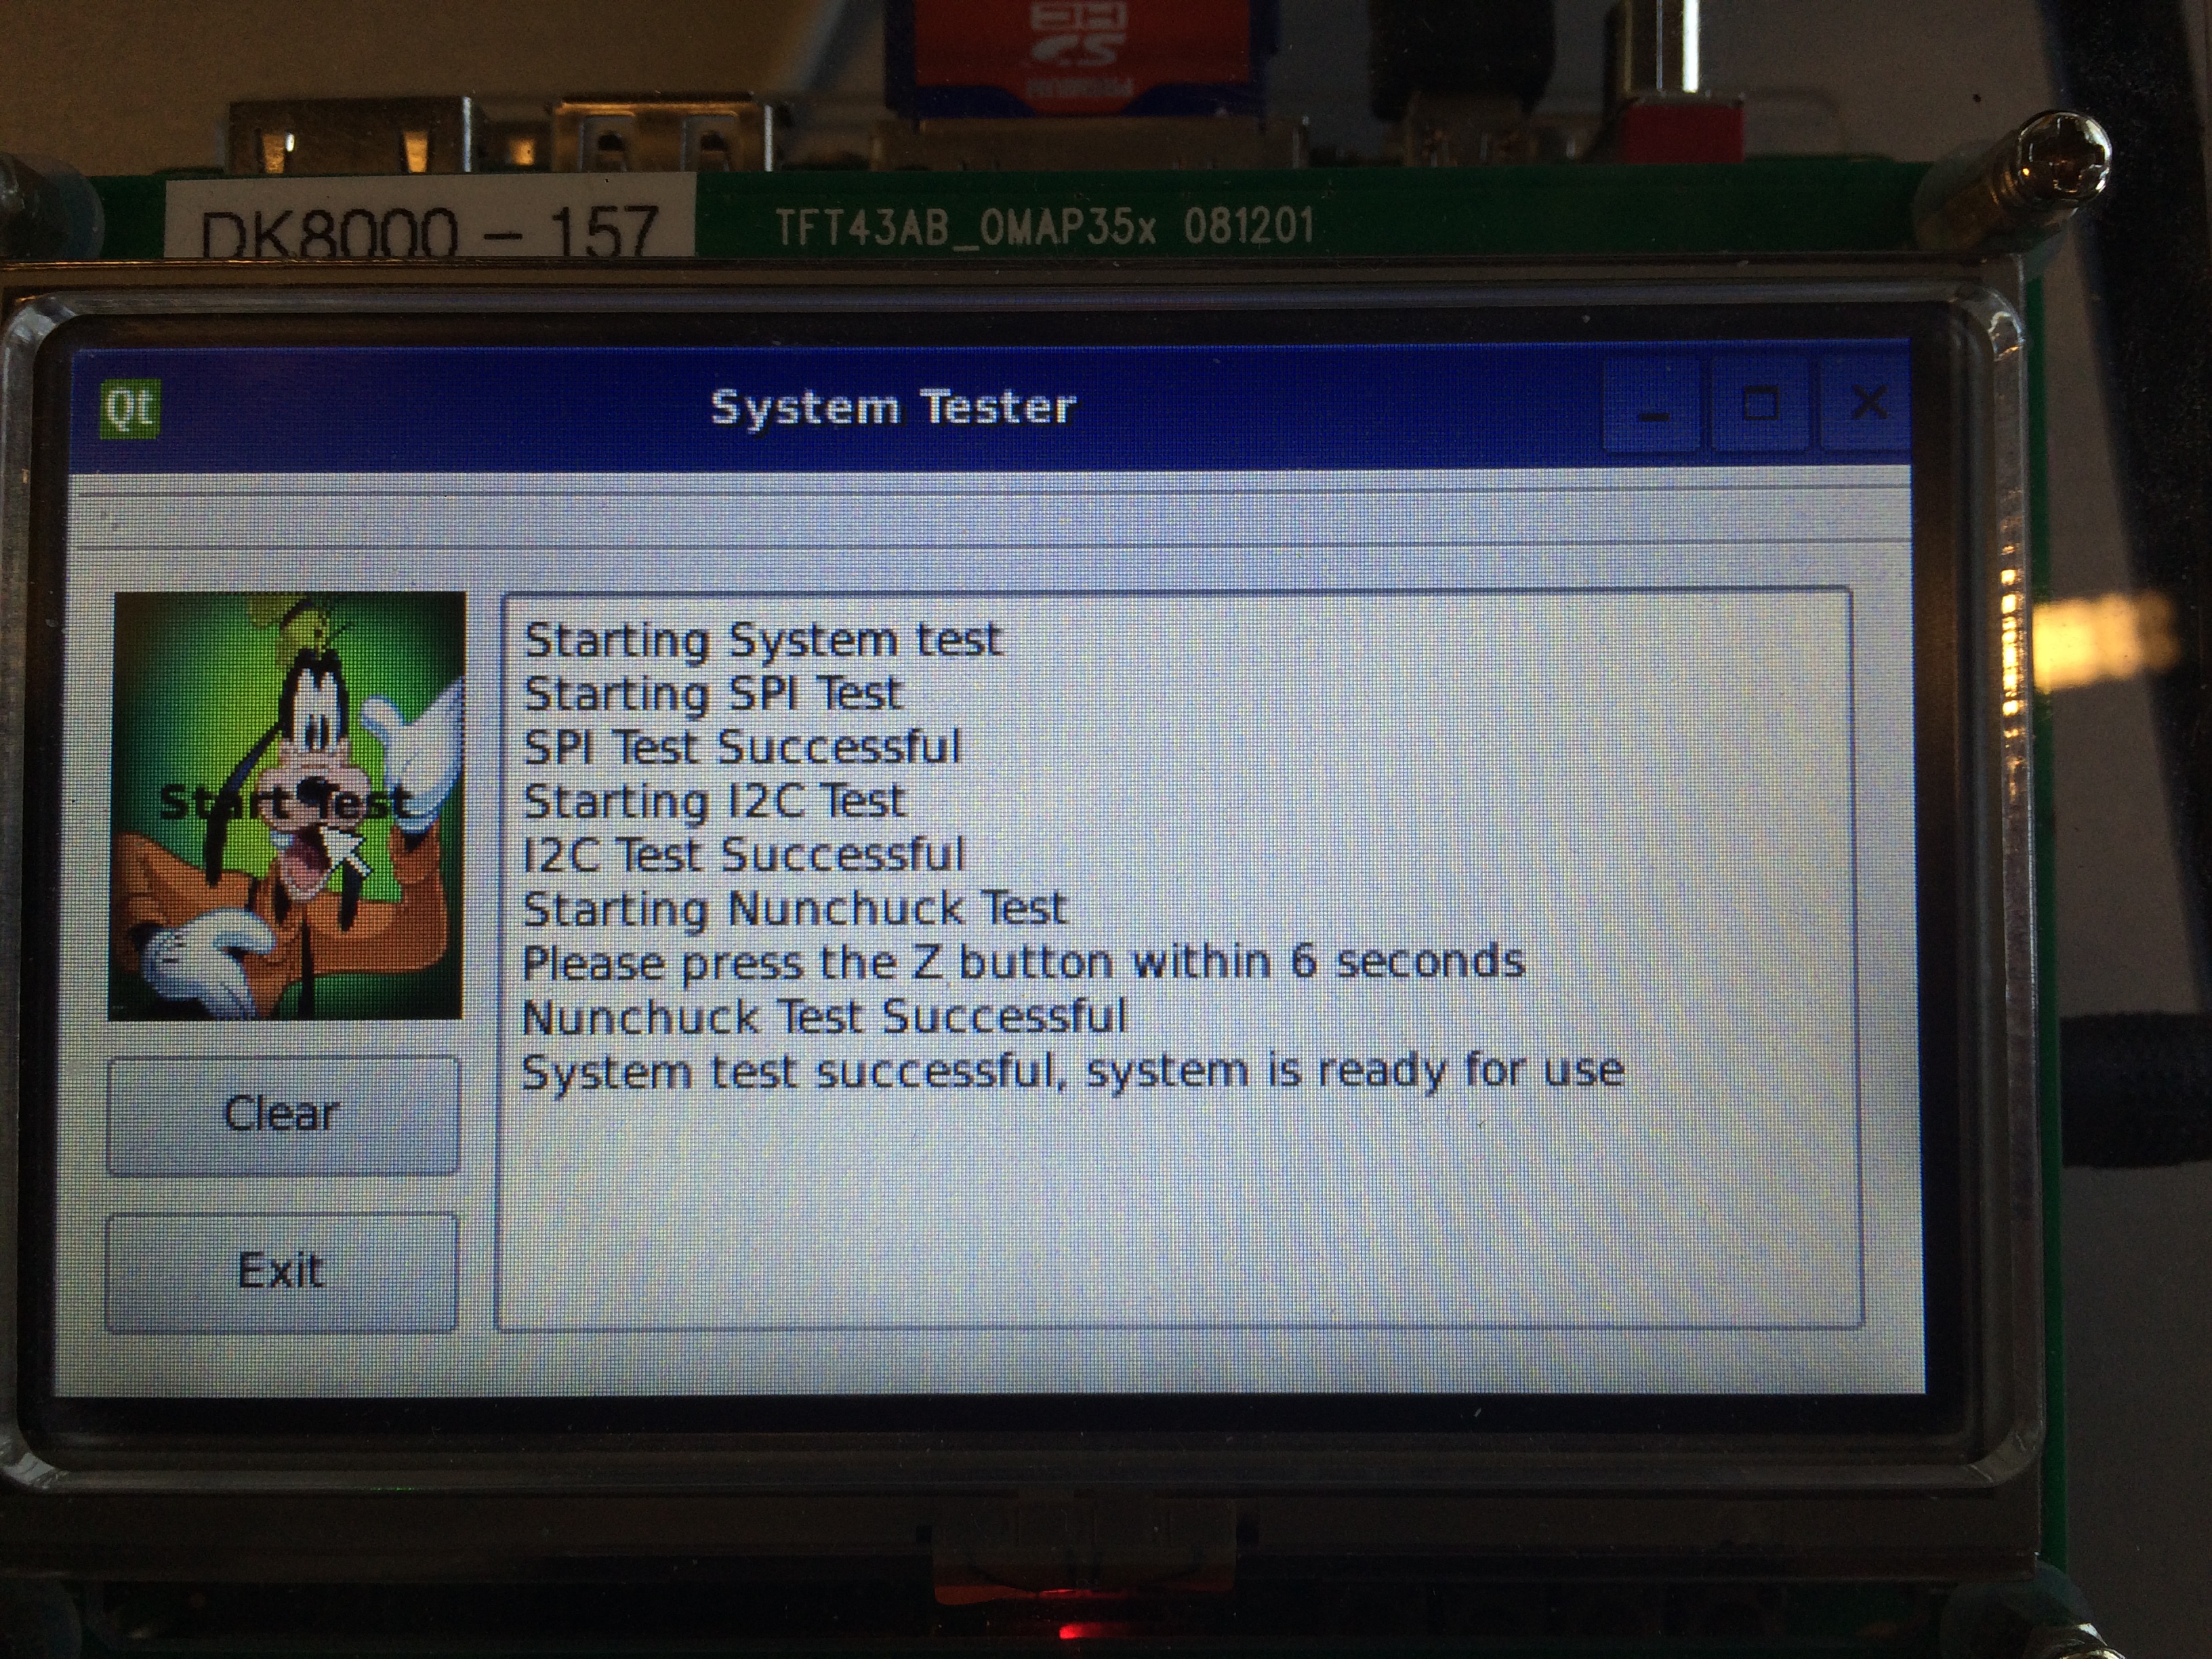 DK8000 - 157
TFT43AB_OMAP35x 081201
Qt
System Tester
Starting System test
Starting SPI Test
SPI Test Successful
Starting I2C Test
I2C Test Successful
Starting Nunchuck Test
Please press the Z button within 6 seconds
Nunchuck Test Successful
System test successful, system is ready for use
Start Test
Clear
Exit